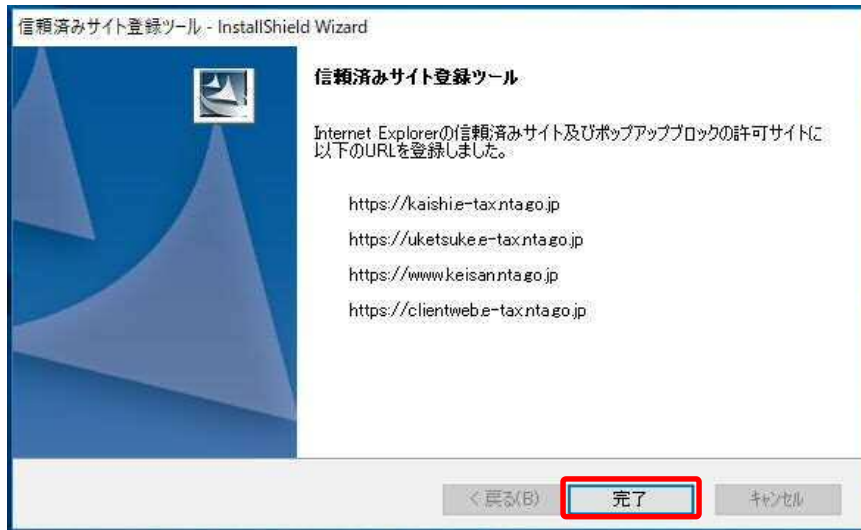 信頼済みサイト登録ツール - InstallShield Wizard
信頼済みサイト登録ツール
Internet Explorerの信頼済みサイト及びポップアップブロックの許可サイトに
以下のURLを登録しました。
https://kaishi.e-tax.nta.go.jp
https://uketsuke.e-tax.nta.go.jp
https://www.keisan.nta.go.jp
https://clientweb.e-tax.nta.go.jp
< 戻る(B)
完了
キャンセル